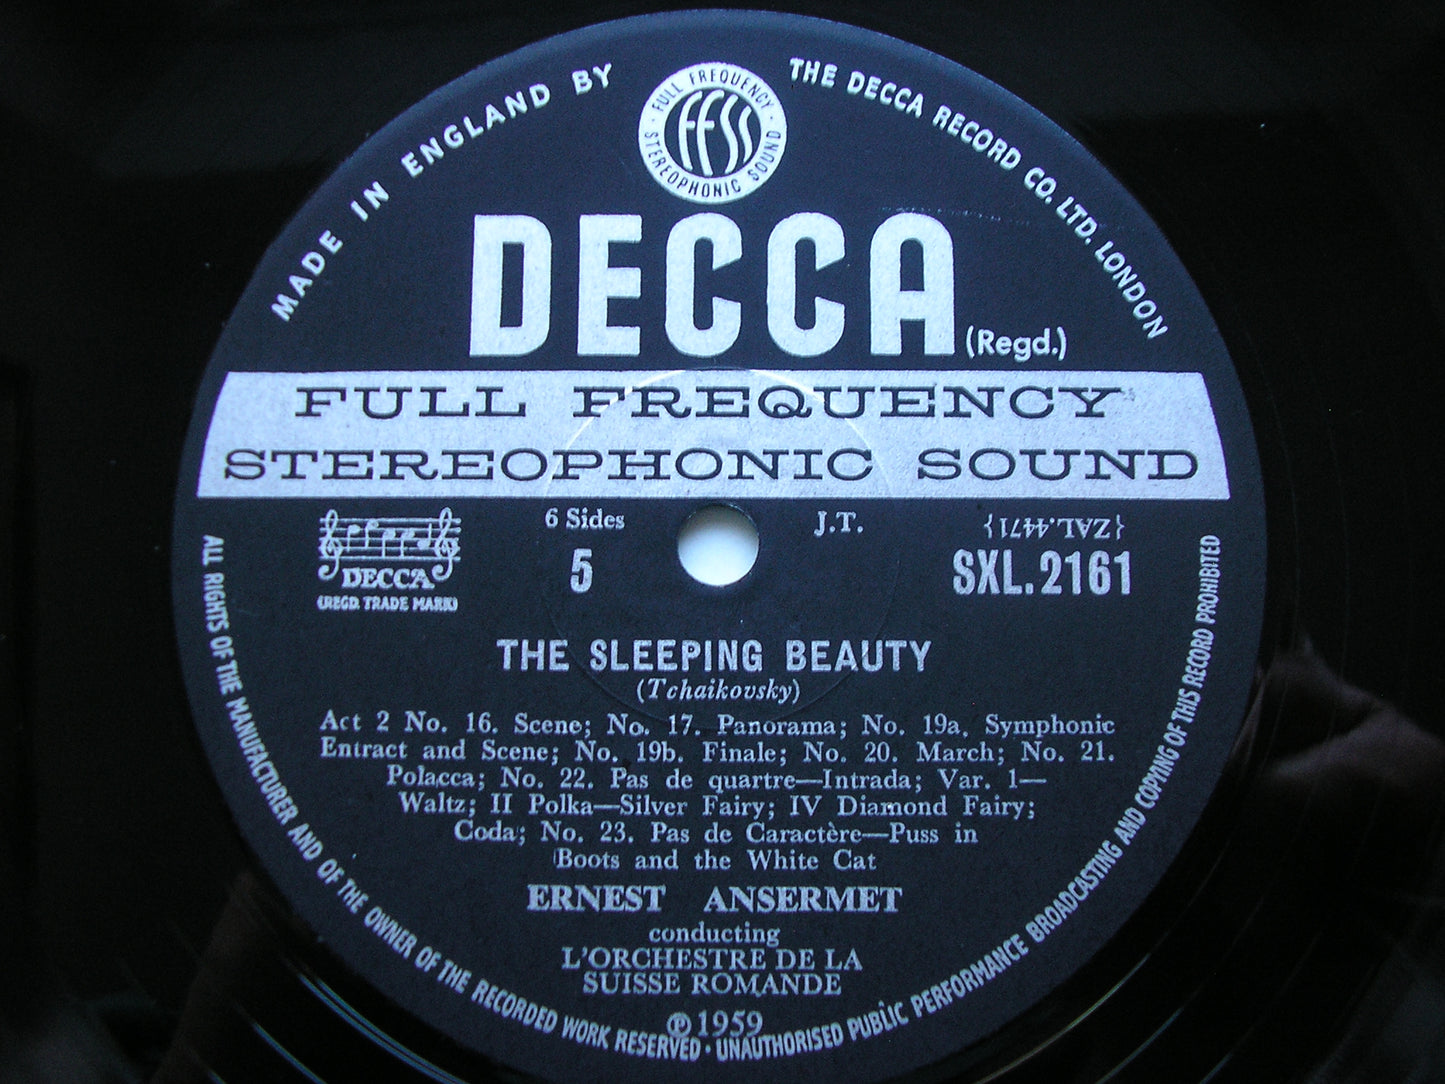 MADE IN ENGLAND BY
THE DECCA RECORD CO. LTD. LONDON
FULL FREQUENCY
STEREOPHONIC SOUND
FFSS
DECCA (Regd.)
FULL FREQUENCY
STEREOPHONIC SOUND
DECCA
(REGD. TRADE MARK)
6 Sides
5
J.T.
{ZAL.4471}
SXL.2161
THE SLEEPING BEAUTY
(Tchaikovsky)
Act 2 No. 16. Scene; No. 17. Panorama; No. 19a. Symphonic
Entract and Scene; No. 19b. Finale; No. 20. March; No. 21.
Polacca; No. 22. Pas de quartre—Intrada; Var. 1—
Waltz; II Polka—Silver Fairy; IV Diamond Fairy;
Coda; No. 23. Pas de Caractère—Puss in
Boots and the White Cat
ERNEST ANSERMET
conducting
L'ORCHESTRE DE LA
SUISSE ROMANDE
℗1959
ALL RIGHTS OF THE MANUFACTURER AND OF THE OWNER OF THE RECORDED WORK RESERVED · UNAUTHORISED PUBLIC PERFORMANCE BROADCASTING AND COPYING OF THIS RECORD PROHIBITED